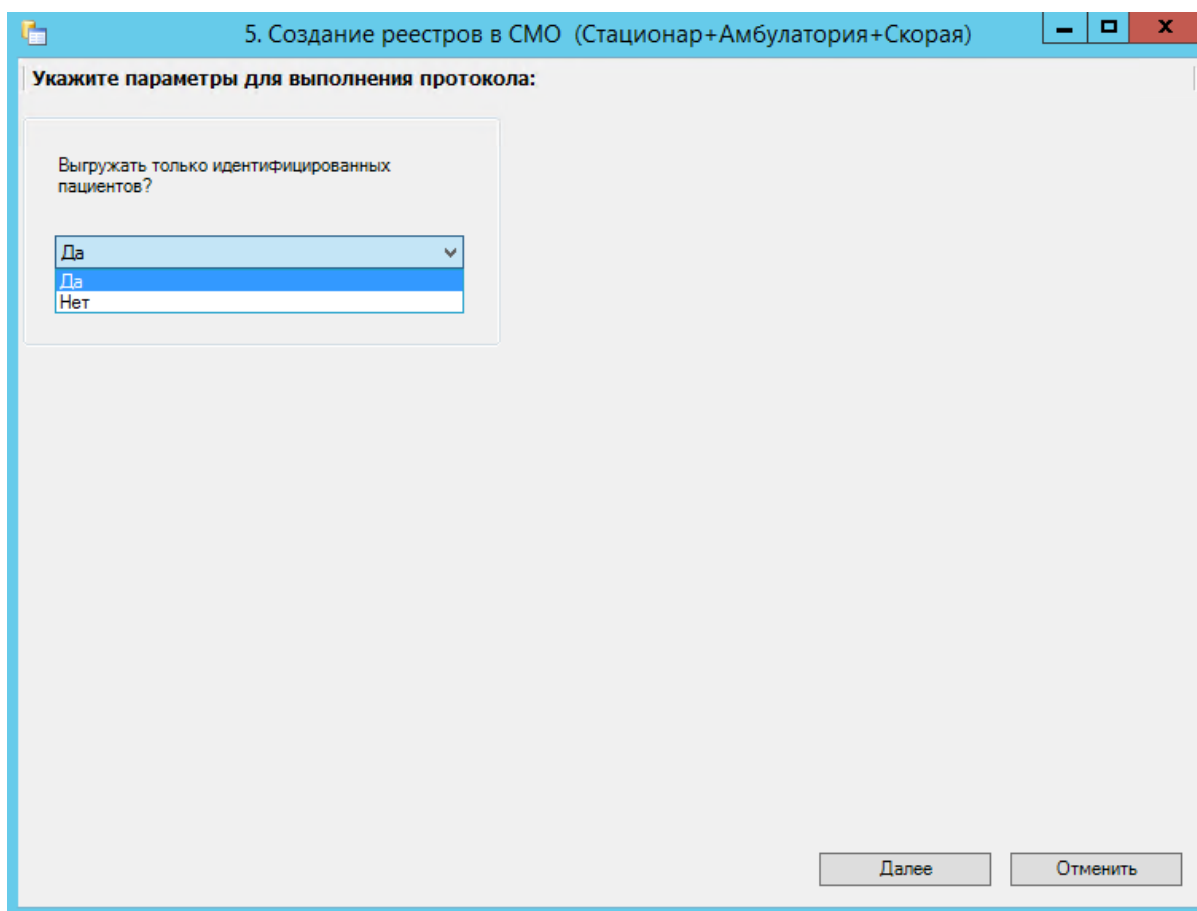 5. Создание реестров в СМО (Стационар+Амбулатория+Скорая)
Укажите параметры для выполнения протокола:
Выгружать только идентифицированных
пациентов?
Да
Да
Нет
Далее
Отменить